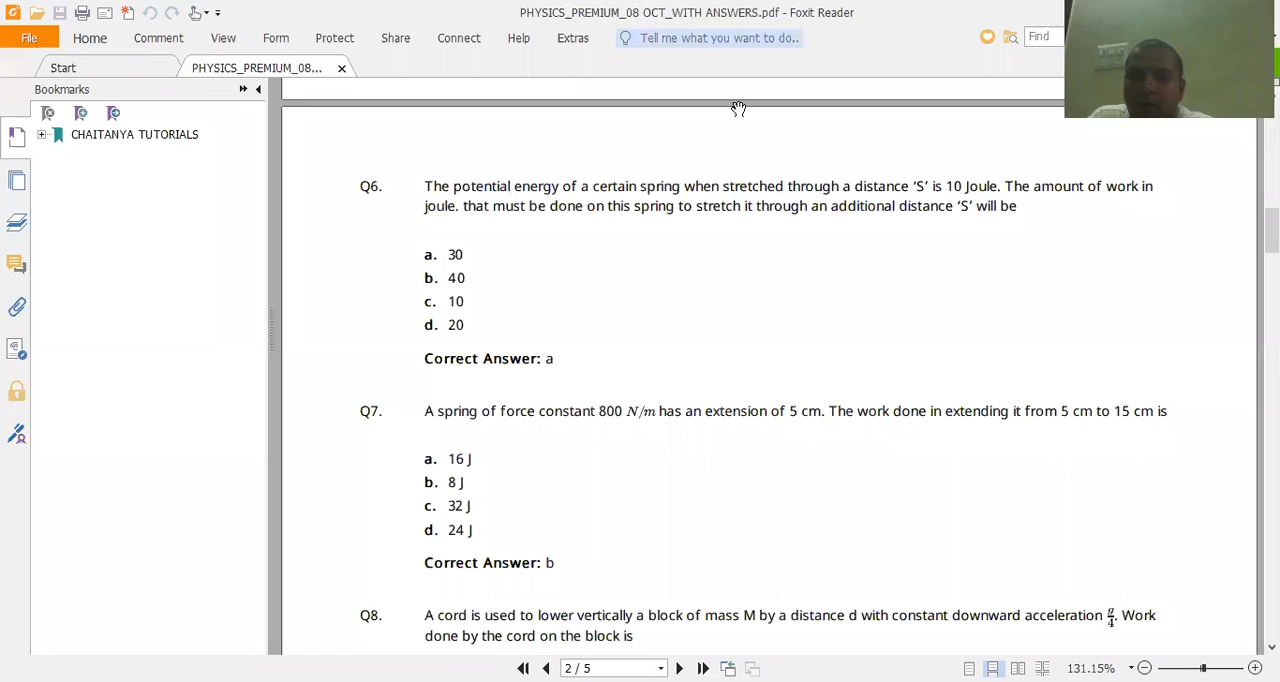 PHYSICS_PREMIUM_08 OCT_WITH ANSWERS.pdf - Foxit Reader
File Home Comment View Form Protect Share Connect Help Extras Tell me what you want to do.. Find
Start PHYSICS_PREMIUM_08...
Bookmarks
CHAITANYA TUTORIALS
Q6. The potential energy of a certain spring when stretched through a distance ‘S’ is 10 Joule. The amount of work in
joule. that must be done on this spring to stretch it through an additional distance ‘S’ will be
a. 30
b. 40
c. 10
d. 20
Correct Answer: a
Q7. A spring of force constant 800 N/m has an extension of 5 cm. The work done in extending it from 5 cm to 15 cm is
a. 16 J
b. 8 J
c. 32 J
d. 24 J
Correct Answer: b
Q8. A cord is used to lower vertically a block of mass M by a distance d with constant downward acceleration g/4. Work
done by the cord on the block is
2 / 5
131.15%